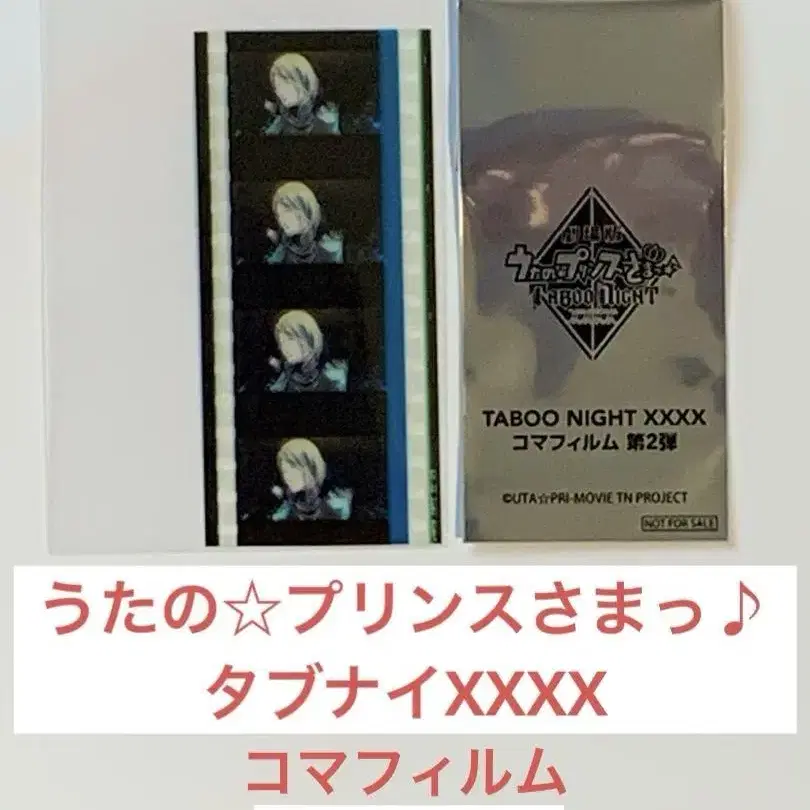 劇場版
うたの☆プリンスさまっ♪
TABOO NIGHT
TABOO NIGHT XXXX
コマフィルム 第2弾
©UTA☆PRI-MOVIE TN PROJECT
NOT FOR SALE
うたの☆プリンスさまっ♪
タブナイXXXX
コマフィルム